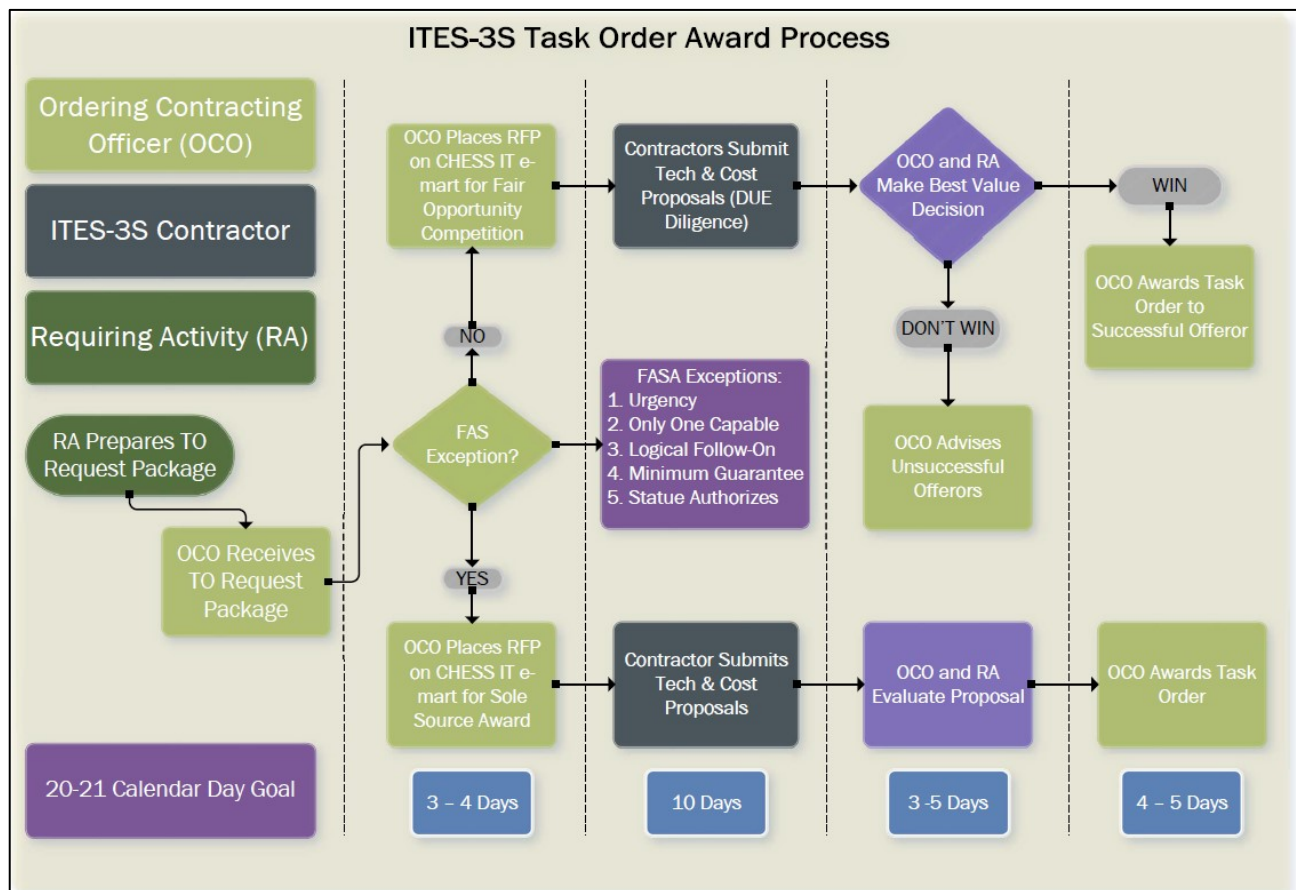 ITES-3S Task Order Award Process
Ordering Contracting
Officer (OCO)
ITES-3S Contractor
Requiring Activity (RA)
RA Prepares TO
Request Package
OCO Receives
TO Request
Package
20-21 Calendar Day Goal
OCO Places RFP
on CHESS IT e-
mart for Fair
Opportunity
Competition
NO
FAS
Exception?
YES
OCO Places RFP
on CHESS IT e-
mart for Sole
Source Award
3 – 4 Days
Contractors Submit
Tech & Cost
Proposals (DUE
Diligence)
FASA Exceptions:
1. Urgency
2. Only One Capable
3. Logical Follow-On
4. Minimum Guarantee
5. Statue Authorizes
Contractor Submits
Tech & Cost
Proposals
10 Days
OCO and RA
Make Best Value
Decision
DON'T WIN
OCO Advises
Unsuccessful
Offerors
OCO and RA
Evaluate Proposal
3 -5 Days
WIN
OCO Awards Task
Order to
Successful Offeror
OCO Awards Task
Order
4 – 5 Days